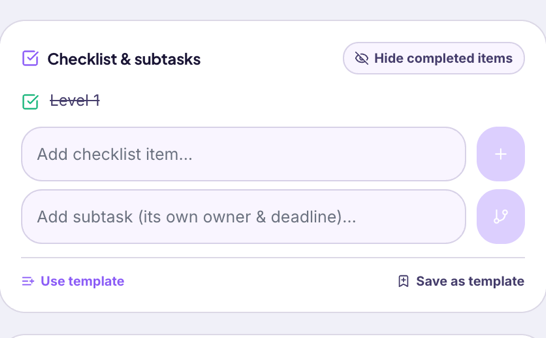 Checklist & subtasks
Hide completed items
Level 1
Add checklist item...
Add subtask (its own owner & deadline)...
Use template
Save as template